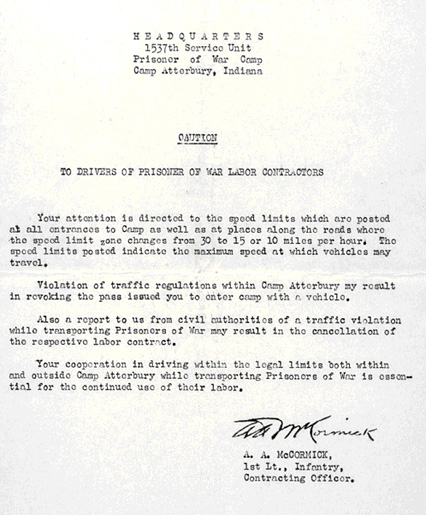 H E A D Q U A R T E R S
1537th Service Unit
Prisoner of War Camp
Camp Atterbury, Indiana
CAUTION
TO DRIVERS OF PRISONER OF WAR LABOR CONTRACTORS
Your attention is directed to the speed limits which are posted
at all entrances to Camp as well as at places along the roads where
the speed limit zone changes from 30 to 15 or 10 miles per hour. The
speed limits posted indicate the maximum speed at which vehicles may
travel.
Violation of traffic regulations within Camp Atterbury my result
in revoking the pass issued you to enter camp with a vehicle.
Also a report to us from civil authorities of a traffic violation
while transporting Prisoners of War may result in the cancellation of
the respective labor contract.
Your cooperation in driving within the legal limits both within
and outside Camp Atterbury while transporting Prisoners of War is essen-
tial for the continued use of their labor.
AA McCormick
A. A. McCORMICK,
1st Lt., Infantry,
Contracting Officer.